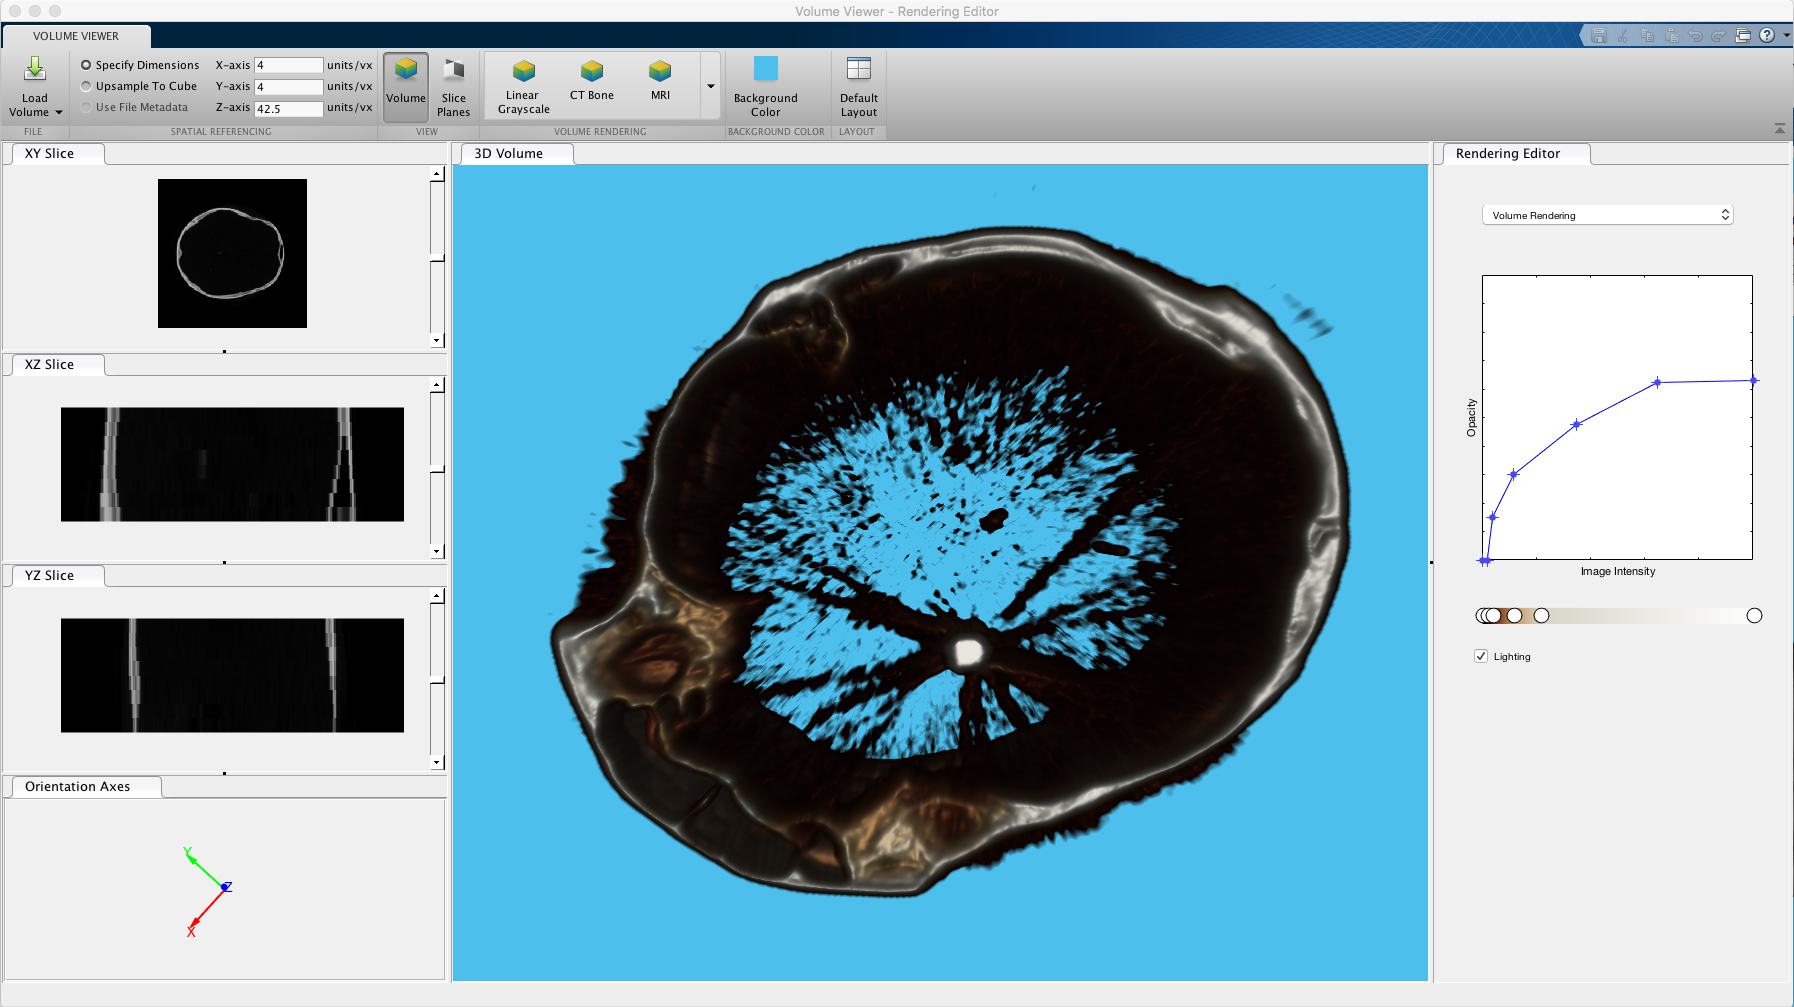 Volume Viewer - Rendering Editor
VOLUME VIEWER
Load Volume
FILE
Specify Dimensions
Upsample To Cube
Use File Metadata
X-axis 4 units/vx
Y-axis 4 units/vx
Z-axis 42.5 units/vx
SPATIAL REFERENCING
Volume
Slice Planes
VIEW
Linear Grayscale
CT Bone
MRI
VOLUME RENDERING
Background Color
BACKGROUND COLOR
Default Layout
LAYOUT
XY Slice
XZ Slice
YZ Slice
Orientation Axes
Y
Z
X
3D Volume
Rendering Editor
Volume Rendering
Opacity
Image Intensity
Lighting